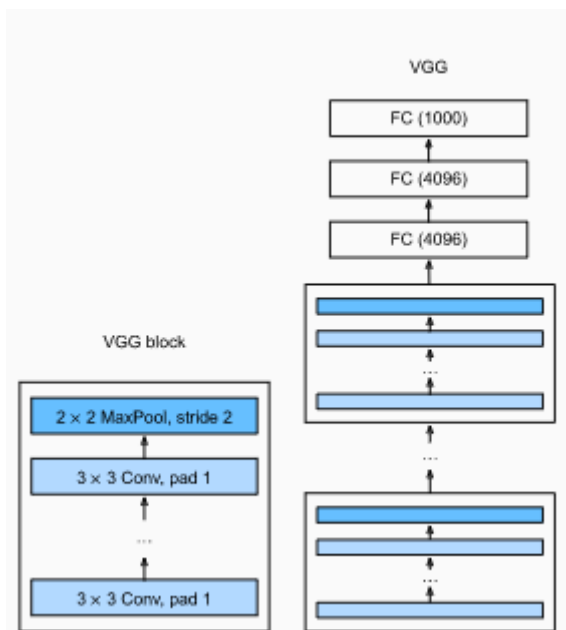 VGG
FC (1000)
FC (4096)
FC (4096)
...
VGG block
2 × 2 MaxPool, stride 2
3 × 3 Conv, pad 1
...
3 × 3 Conv, pad 1
...
...